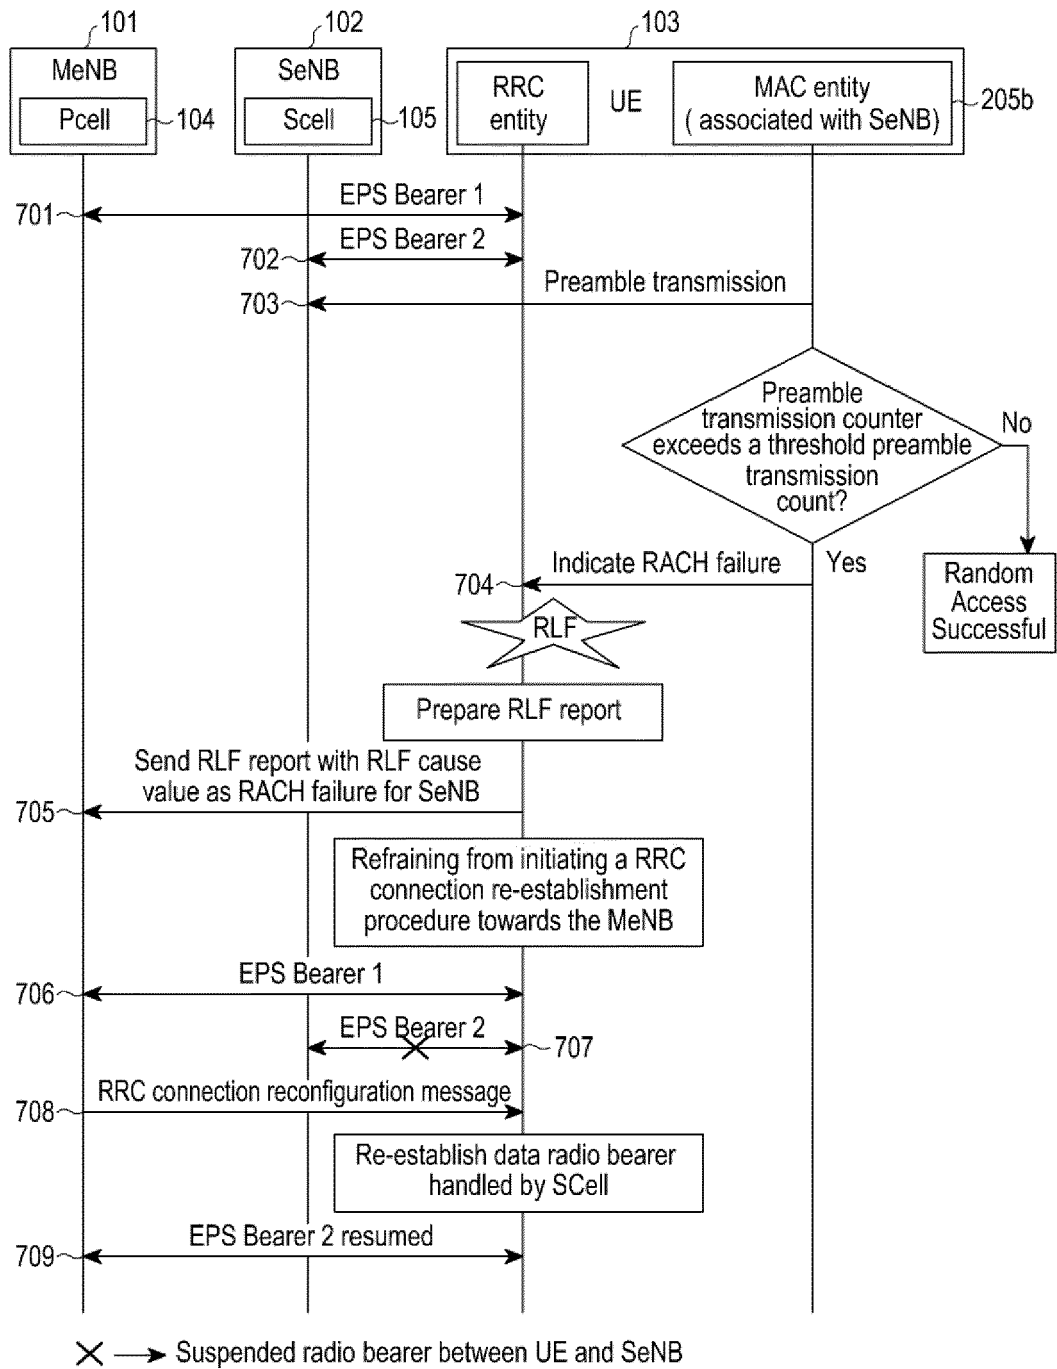 101
102
103
MeNB
SeNB
Pcell
104
Scell
105
RRC
entity
UE
MAC entity
( associated with SeNB)
205b
EPS Bearer 1
701
EPS Bearer 2
702
Preamble transmission
703
Preamble
transmission counter
exceeds a threshold preamble
transmission
count?
No
Yes
Random
Access
Successful
Indicate RACH failure
704
RLF
Prepare RLF report
Send RLF report with RLF cause
value as RACH failure for SeNB
705
Refraining from initiating a RRC
connection re-establishment
procedure towards the MeNB
EPS Bearer 1
706
EPS Bearer 2
707
RRC connection reconfiguration message
708
Re-establish data radio bearer
handled by SCell
EPS Bearer 2 resumed
709
Suspended radio bearer between UE and SeNB